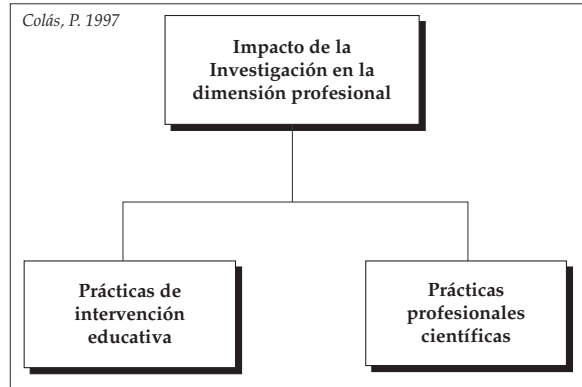 Colás, P. 1997
Impacto de la
Investigación en la
dimensión profesional
Prácticas de
intervención
educativa
Prácticas
profesionales
científicas